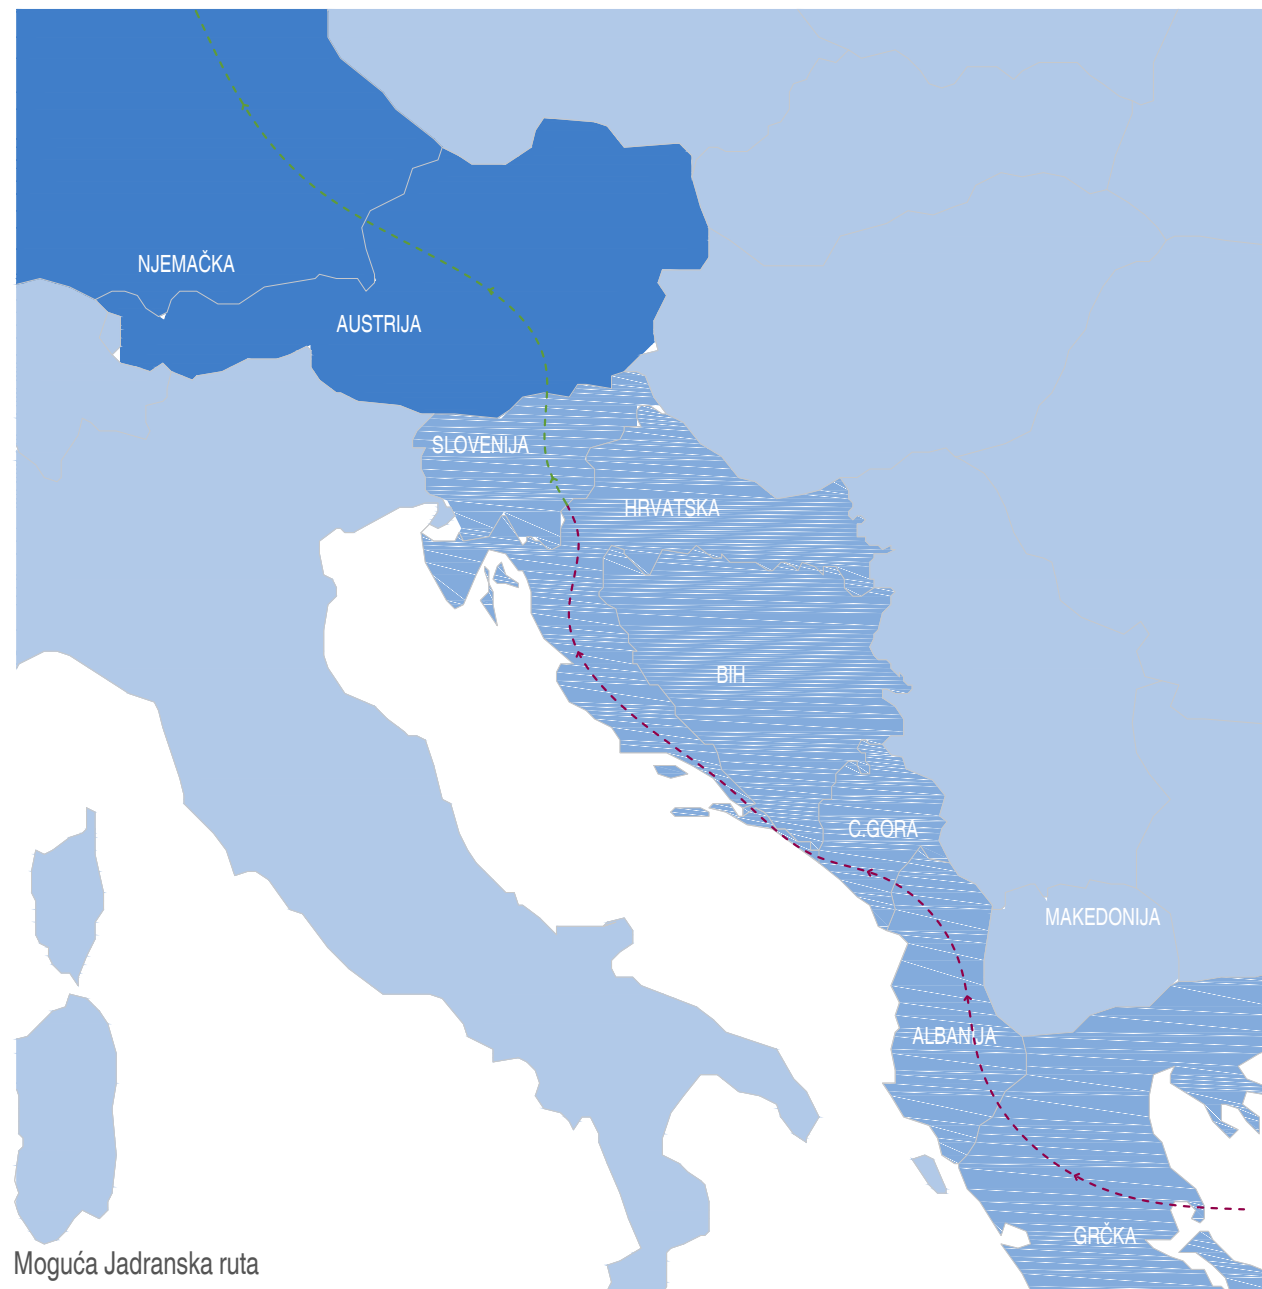 NJEMAČKA
AUSTRIJA
SLOVENIJA
HRVATSKA
BIH
C.GORA
MAKEDONIJA
ALBANIJA
GRČKA
Moguća Jadranska ruta